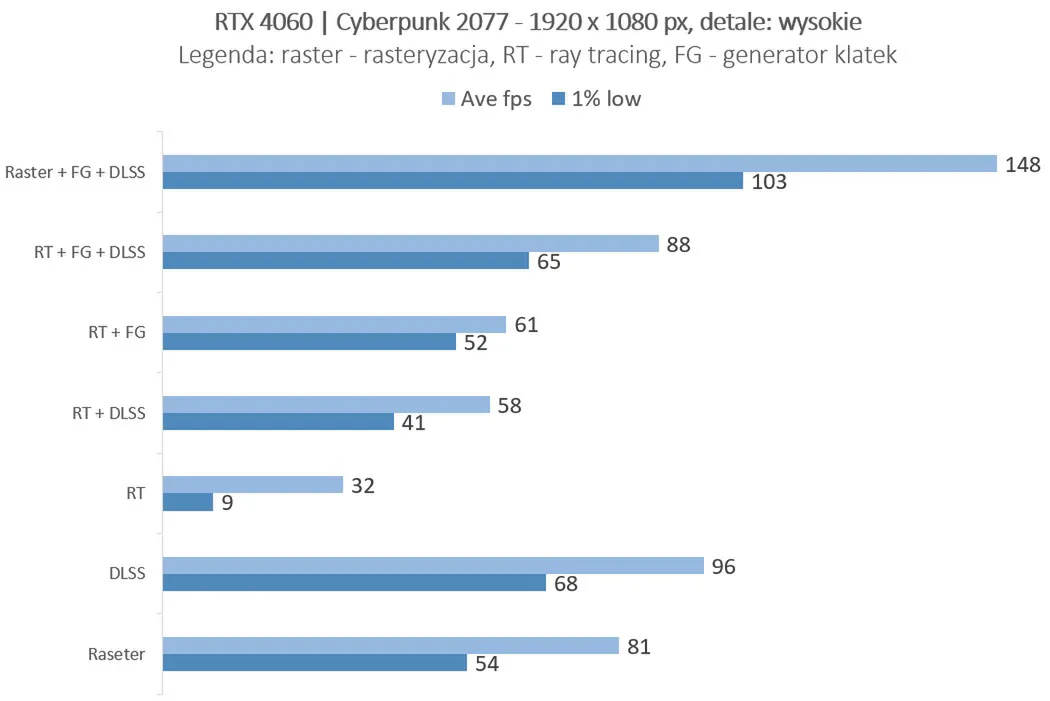 RTX 4060 | Cyberpunk 2077 - 1920 x 1080 px, detale: wysokie
Legenda: raster - rasteryzacja, RT - ray tracing, FG - generator klatek
Ave fps 1% low
Raster + FG + DLSS 148
103
RT + FG + DLSS 88
65
RT + FG 61
52
RT + DLSS 58
41
RT 32
9
DLSS 96
68
Raseter 81
54